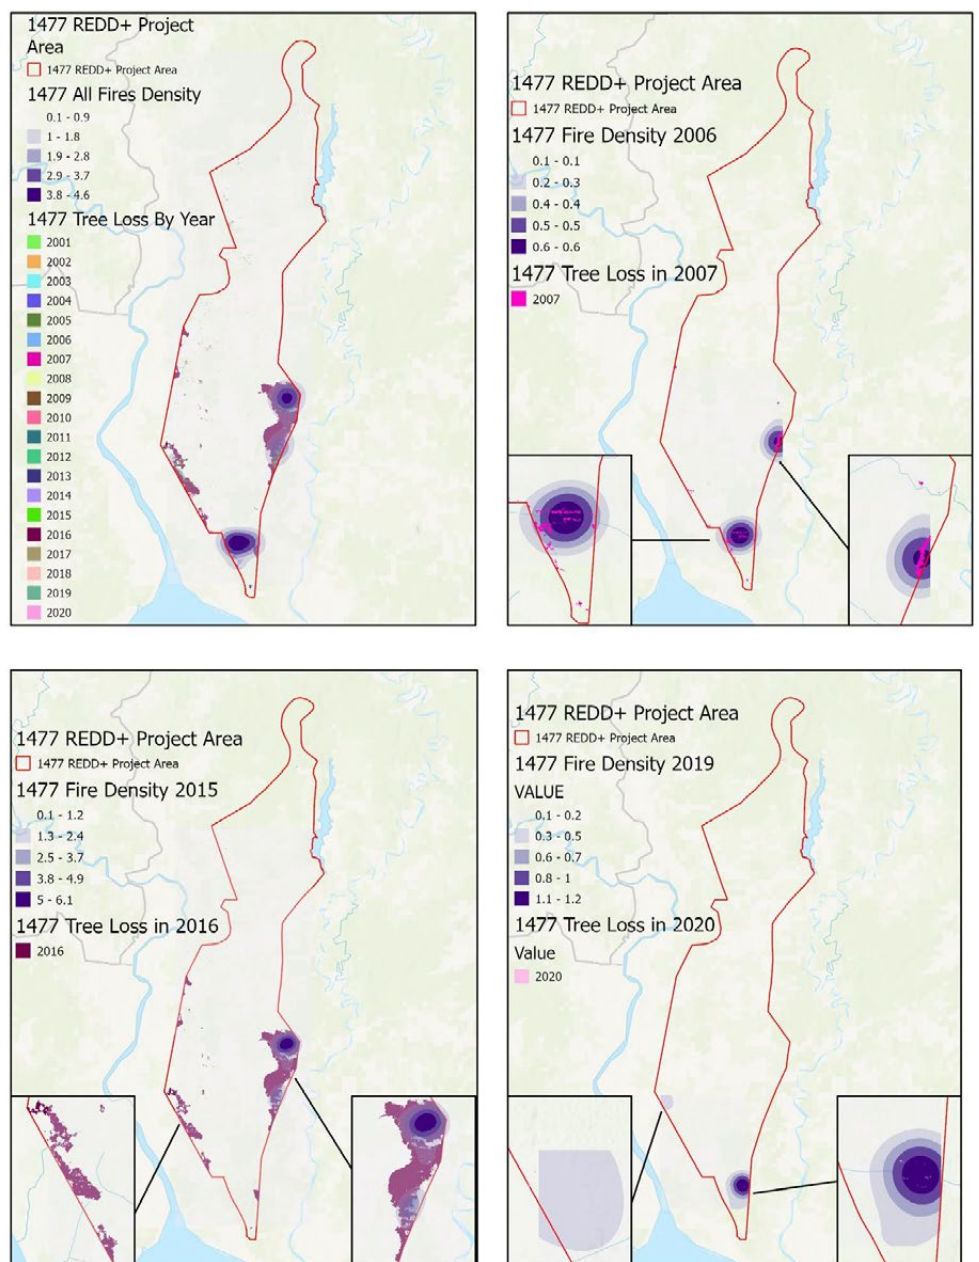 1477 REDD+ Project
Area
1477 REDD+ Project Area
1477 All Fires Density
0.1 - 0.9
1 - 1.8
1.9 - 2.8
2.9 - 3.7
3.8 - 4.6
1477 Tree Loss By Year
2001
2002
2003
2004
2005
2006
2007
2008
2009
2010
2011
2012
2013
2014
2015
2016
2017
2018
2019
2020
1477 REDD+ Project Area
1477 REDD+ Project Area
1477 Fire Density 2006
0.1 - 0.1
0.2 - 0.3
0.4 - 0.4
0.5 - 0.5
0.6 - 0.6
1477 Tree Loss in 2007
2007
1477 REDD+ Project Area
1477 REDD+ Project Area
1477 Fire Density 2015
0.1 - 1.2
1.3 - 2.4
2.5 - 3.7
3.8 - 4.9
5 - 6.1
1477 Tree Loss in 2016
2016
1477 REDD+ Project Area
1477 REDD+ Project Area
1477 Fire Density 2019
VALUE
0.1 - 0.2
0.3 - 0.5
0.6 - 0.7
0.8 - 1
1.1 - 1.2
1477 Tree Loss in 2020
Value
2020